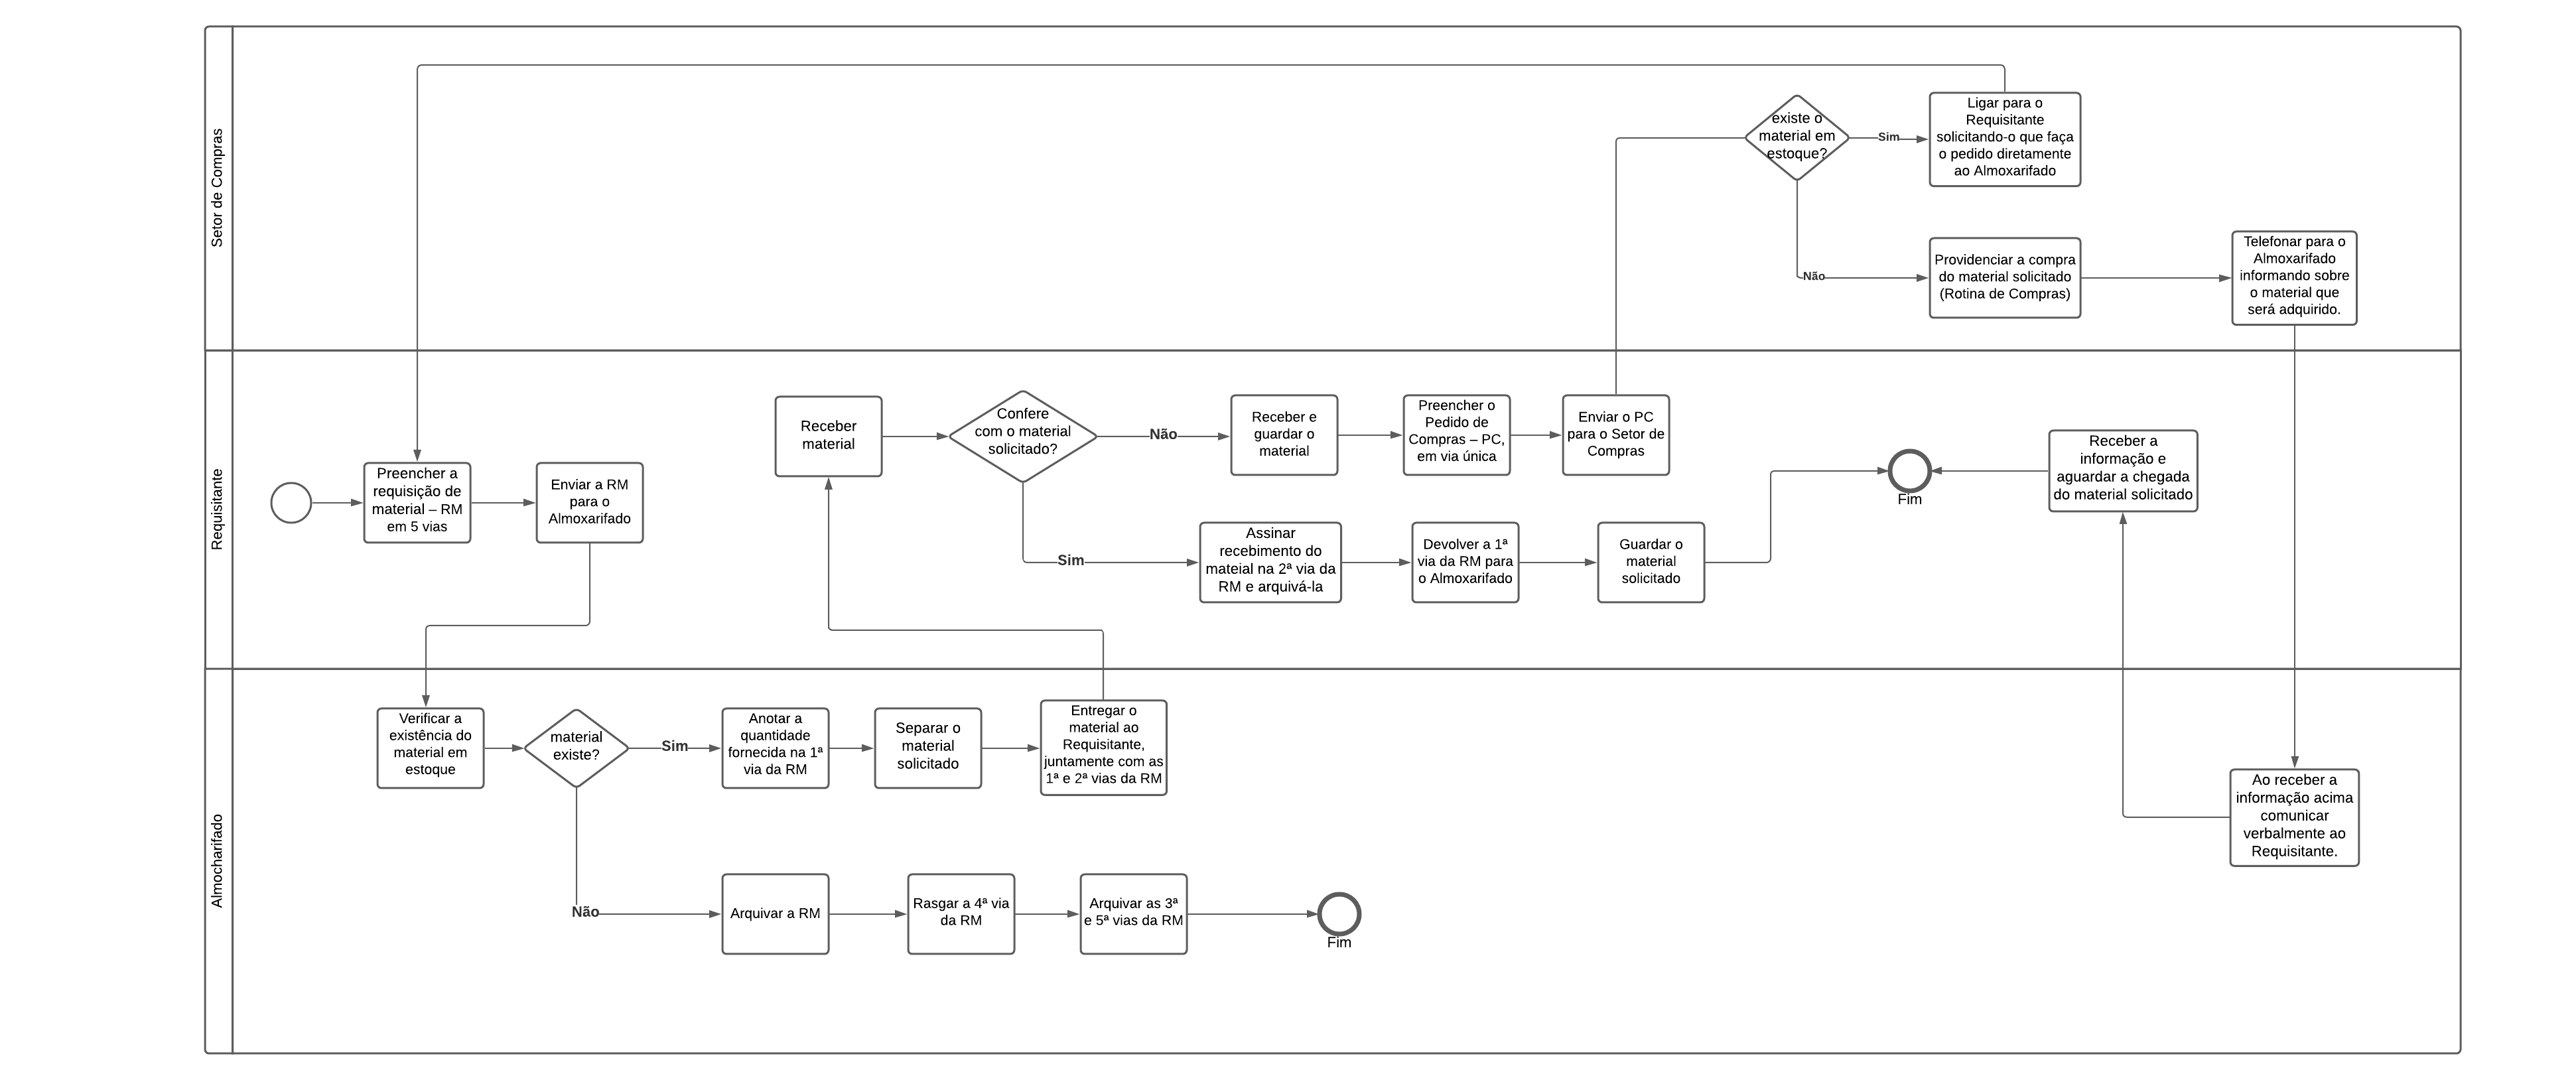 Setor de Compras
existe o
material em
estoque?
Sim
Ligar para o
Requisitante
solicitando-o que faça
o pedido diretamente
ao Almoxarifado
Não
Providenciar a compra
do material solicitado
(Rotina de Compras)
Telefonar para o
Almoxarifado
informando sobre
o material que
será adquirido.
Requisitante
Preencher a
requisição de
material – RM
em 5 vias
Enviar a RM
para o
Almoxarifado
Receber
material
Confere
com o material
solicitado?
Não
Receber e
guardar o
material
Preencher o
Pedido de
Compras – PC,
em via única
Enviar o PC
para o Setor de
Compras
Sim
Assinar
recebimento do
mateial na 2ª via da
RM e arquivá-la
Devolver a 1ª
via da RM para
o Almoxarifado
Guardar o
material
solicitado
Fim
Receber a
informação e
aguardar a chegada
do material solicitado
Almocharifado
Verificar a
existência do
material em
estoque
material
existe?
Sim
Anotar a
quantidade
fornecida na 1ª
via da RM
Separar o
material
solicitado
Entregar o
material ao
Requisitante,
juntamente com as
1ª e 2ª vias da RM
Não
Arquivar a RM
Rasgar a 4ª via
da RM
Arquivar as 3ª
e 5ª vias da RM
Fim
Ao receber a
informação acima
comunicar
verbalmente ao
Requisitante.